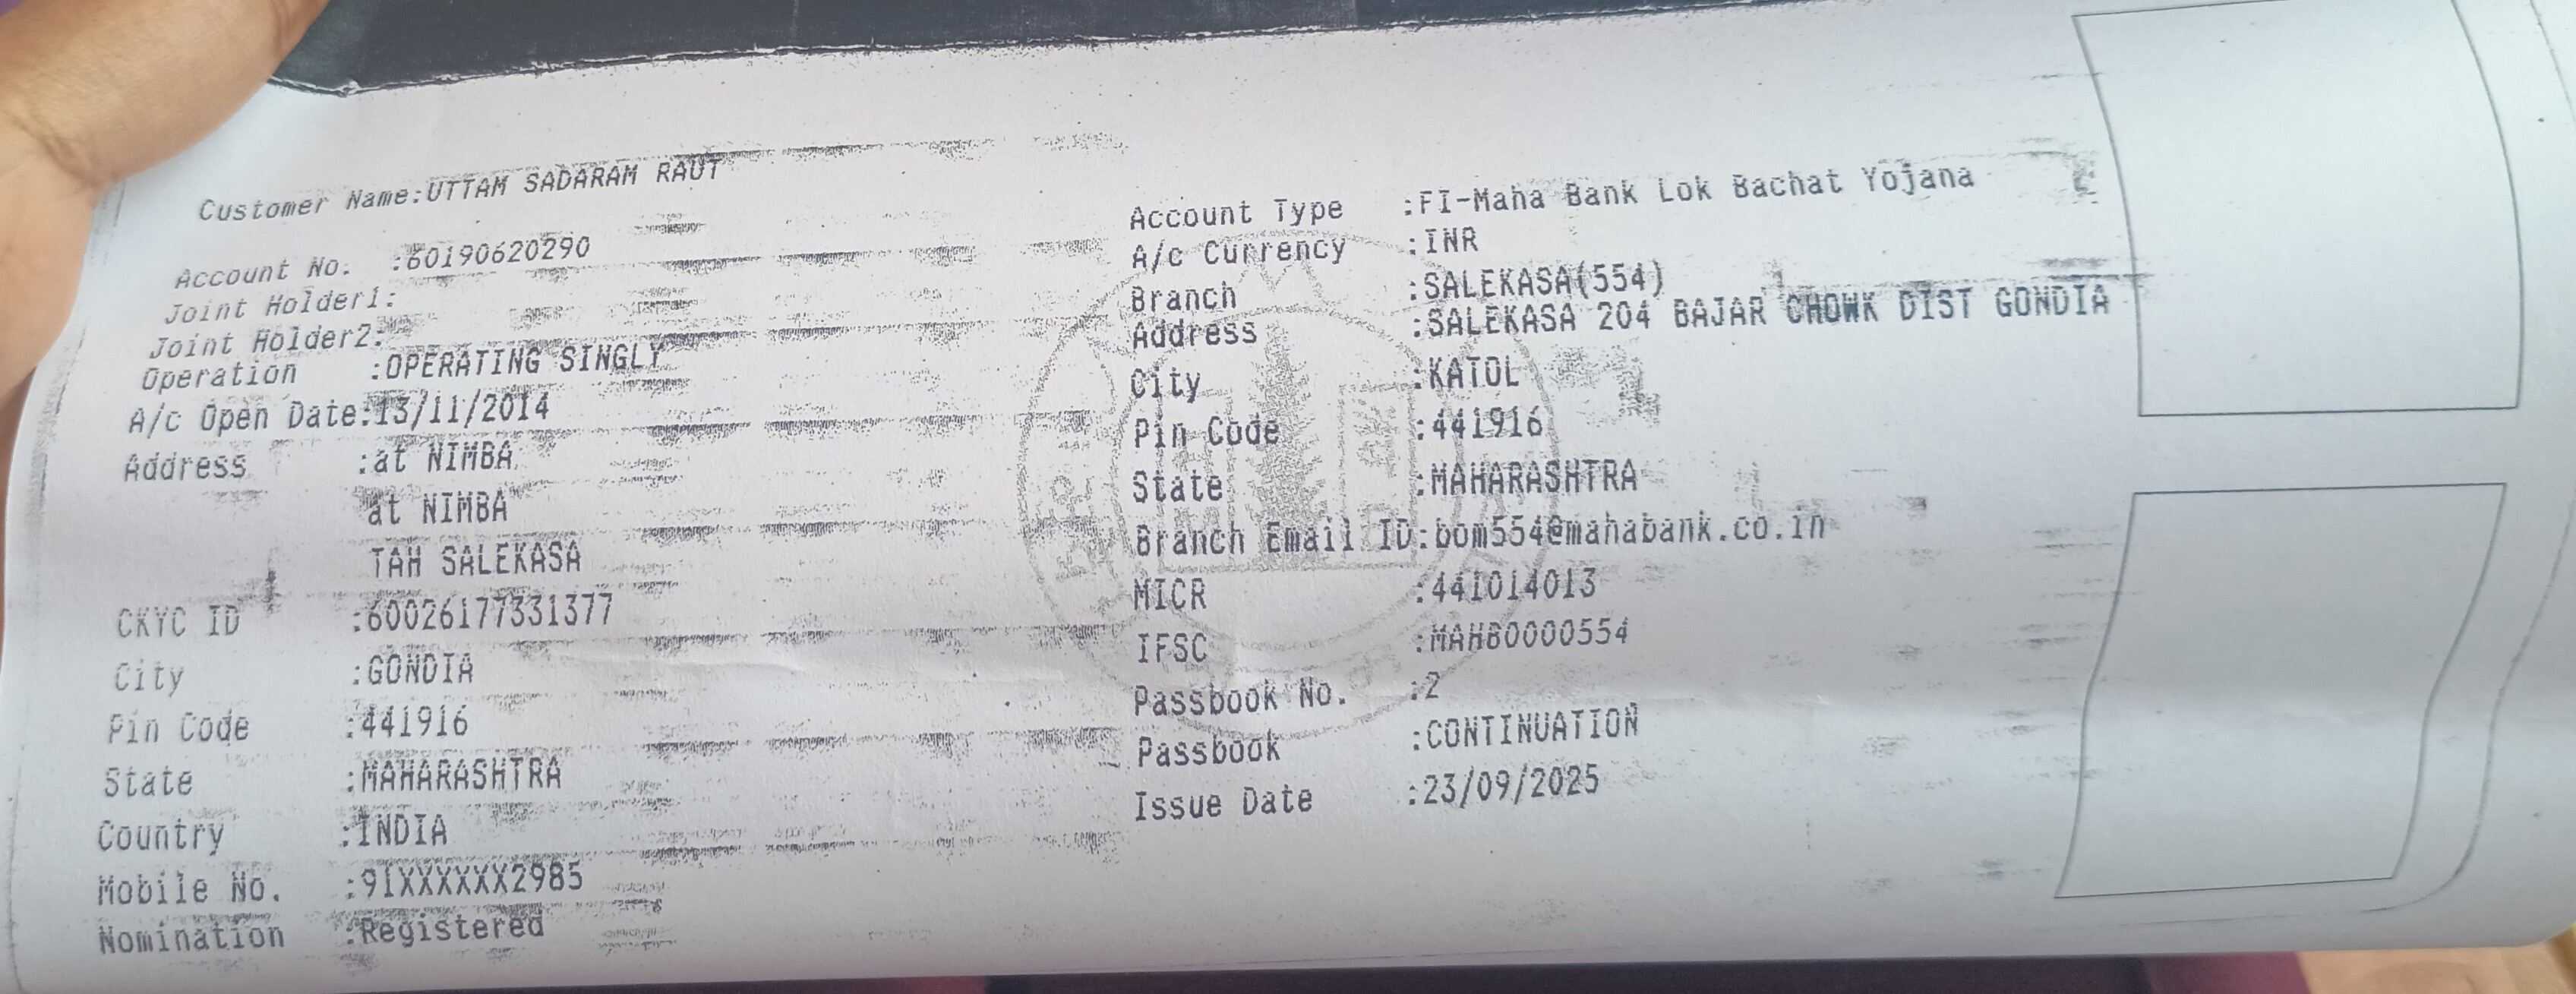 Customer Name:UTTAM SADARAM RAUT
Account No. :60190620290
Joint Holder1:
Joint Holder2:
Operation :OPERATING SINGLY
A/c Open Date:13/11/2014
Address :at NIMBA
at NIMBA
TAH SALEKASA
CKYC ID :60026177331377
City :GONDIA
Pin Code :441916
State :MAHARASHTRA
Country :INDIA
Mobile No. :91XXXXXX2985
Nomination :Registered
Account Type :FI-Maha Bank Lok Bachat Yojana
A/c Currency :INR
Branch :SALEKASA(554)
Address :SALEKASA 204 BAJAR CHOWK DIST GONDIA
City :KATOL
Pin Code :441916
State :MAHARASHTRA
Branch Email ID:bom554@mahabank.co.in
MICR :441014013
IFSC :MAHB0000554
Passbook No. :2
Passbook :CONTINUATION
Issue Date :23/09/2025